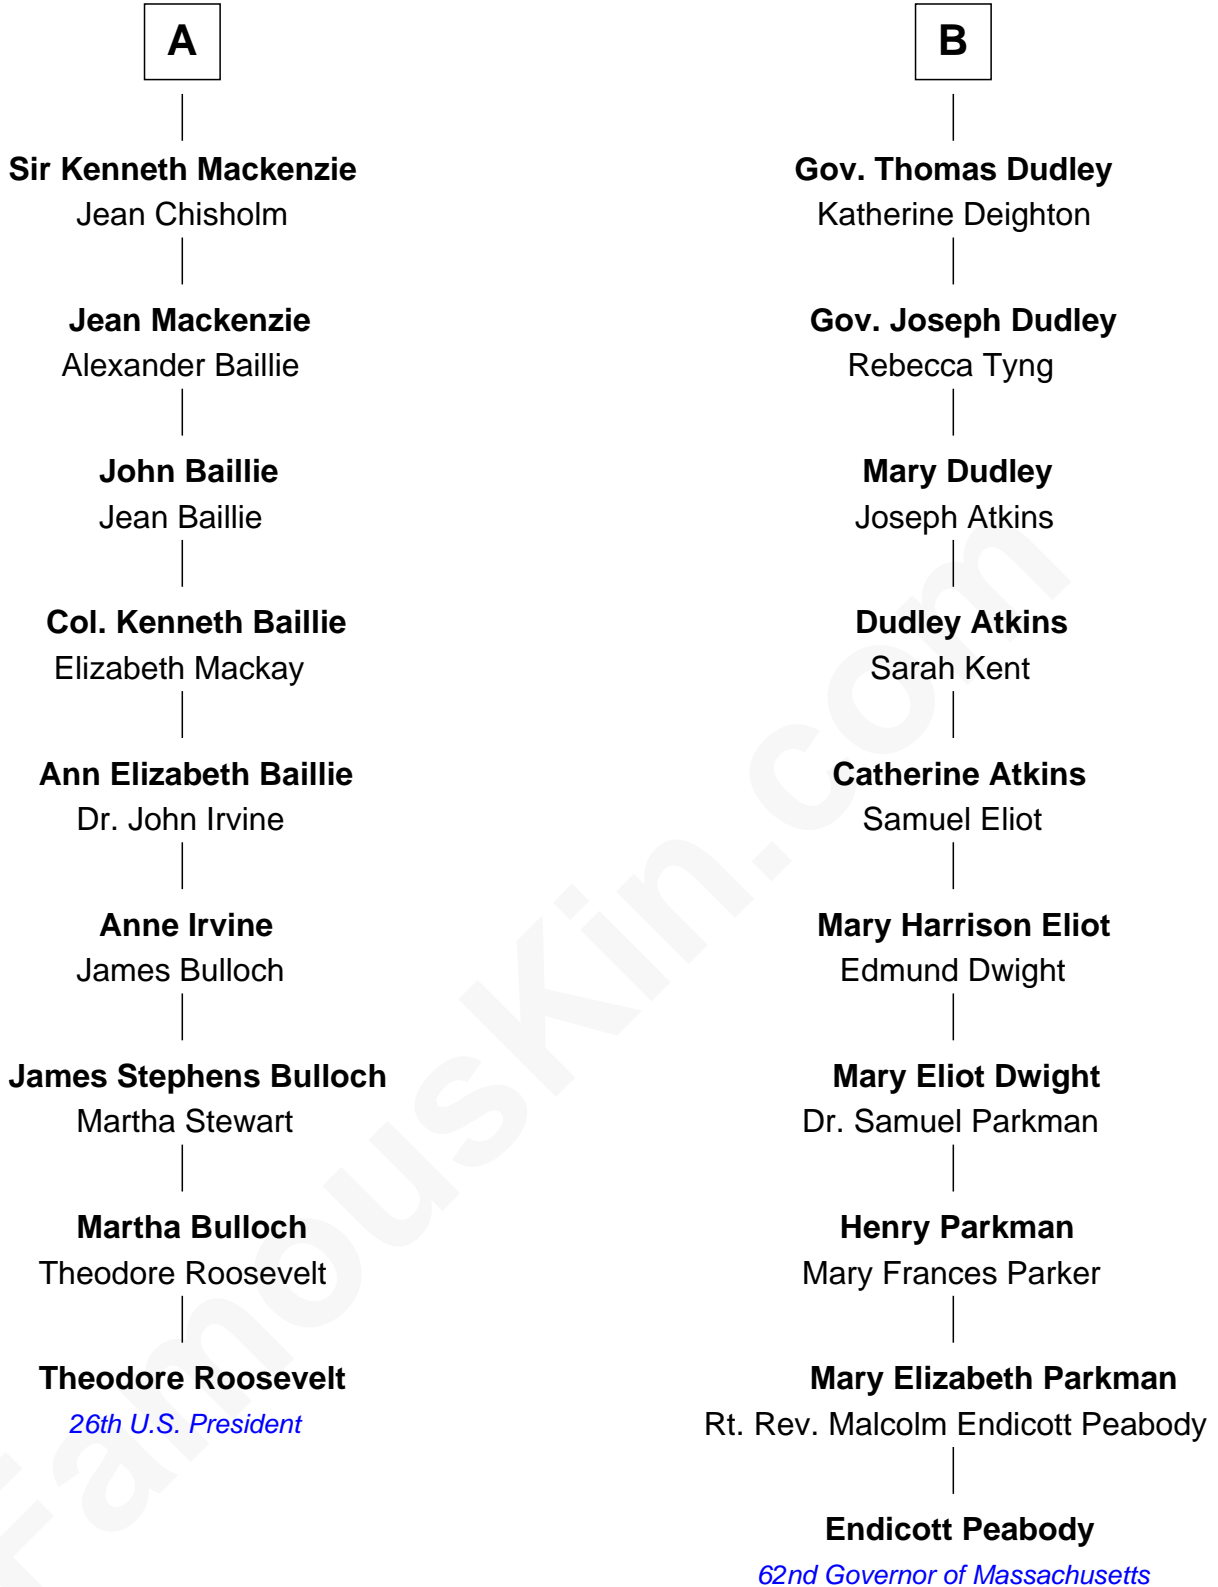 A
Sir Kenneth Mackenzie
Jean Chisholm
Jean Mackenzie
Alexander Baillie
John Baillie
Jean Baillie
Col. Kenneth Baillie
Elizabeth Mackay
Ann Elizabeth Baillie
Dr. John Irvine
Anne Irvine
James Bulloch
James Stephens Bulloch
Martha Stewart
Martha Bulloch
Theodore Roosevelt
Theodore Roosevelt
26th U.S. President
B
Gov. Thomas Dudley
Katherine Deighton
Gov. Joseph Dudley
Rebecca Tyng
Mary Dudley
Joseph Atkins
Dudley Atkins
Sarah Kent
Catherine Atkins
Samuel Eliot
Mary Harrison Eliot
Edmund Dwight
Mary Eliot Dwight
Dr. Samuel Parkman
Henry Parkman
Mary Frances Parker
Mary Elizabeth Parkman
Rt. Rev. Malcolm Endicott Peabody
Endicott Peabody
62nd Governor of Massachusetts
FamousKin.com